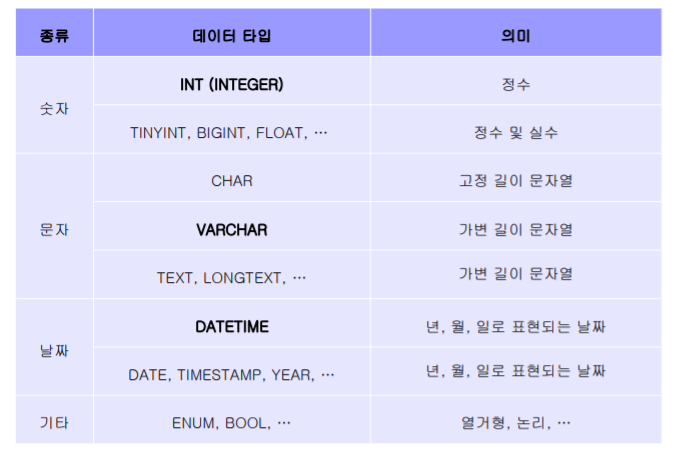 종류 데이터 타입 의미
숫자
INT (INTEGER) 정수
TINYINT, BIGINT, FLOAT, … 정수 및 실수
문자
CHAR 고정 길이 문자열
VARCHAR 가변 길이 문자열
TEXT, LONGTEXT, … 가변 길이 문자열
날짜
DATETIME 년, 월, 일로 표현되는 날짜
DATE, TIMESTAMP, YEAR, … 년, 월, 일로 표현되는 날짜
기타 ENUM, BOOL, … 열거형, 논리, …